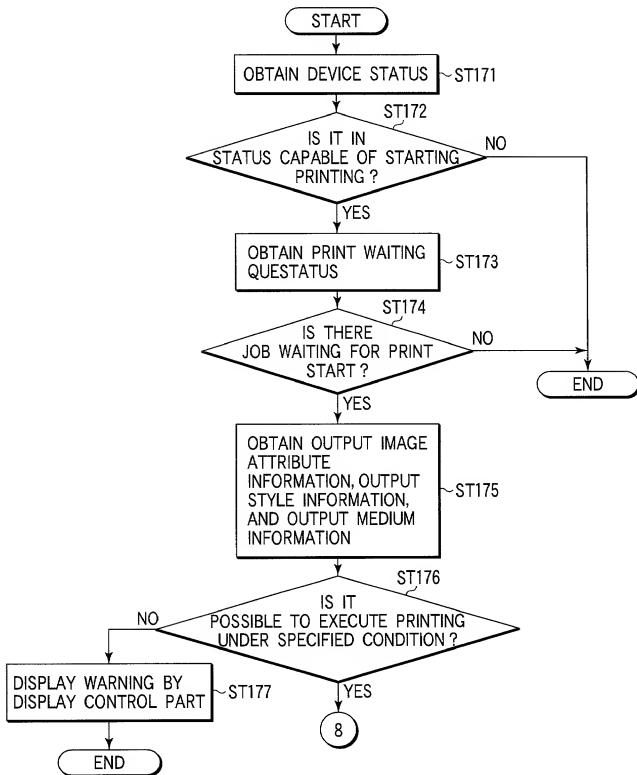 START
OBTAIN DEVICE STATUS
ST171
ST172
IS IT IN
STATUS CAPABLE OF STARTING
PRINTING ?
NO
YES
OBTAIN PRINT WAITING
QUESTATUS
ST173
ST174
IS THERE
JOB WAITING FOR PRINT
START ?
NO
END
YES
OBTAIN OUTPUT IMAGE
ATTRIBUTE
INFORMATION, OUTPUT
STYLE INFORMATION,
AND OUTPUT MEDIUM
INFORMATION
ST175
ST176
IS IT
POSSIBLE TO EXECUTE PRINTING
UNDER SPECIFIED CONDITION ?
NO
DISPLAY WARNING BY
DISPLAY CONTROL PART
ST177
YES
8
END